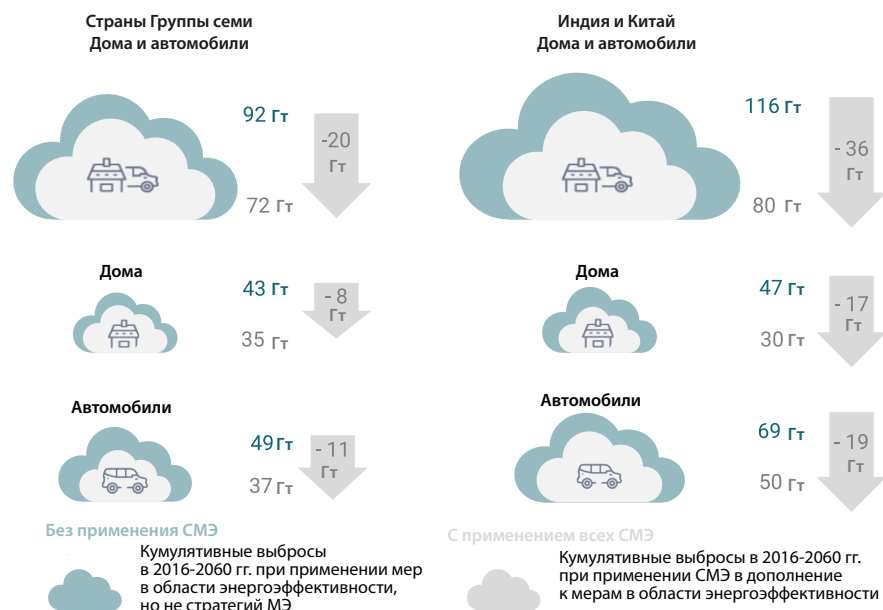 Страны Группы семи
Дома и автомобили
92 Гт
-20
Гт
72 Гт
Дома
43 Гт
- 8
Гт
35 Гт
Автомобили
49 Гт
- 11
Гт
37 Гт
Без применения СМЭ
Кумулятивные выбросы
в 2016-2060 гг. при применении мер
в области энергоэффективности,
но не стратегий МЭ
Индия и Китай
Дома и автомобили
116 Гт
- 36
Гт
80 Гт
Дома
47 Гт
- 17
Гт
30 Гт
Автомобили
69 Гт
- 19
Гт
50 Гт
С применением всех СМЭ
Кумулятивные выбросы в 2016-2060 гг.
при применении СМЭ в дополнение
к мерам в области энергоэффективности